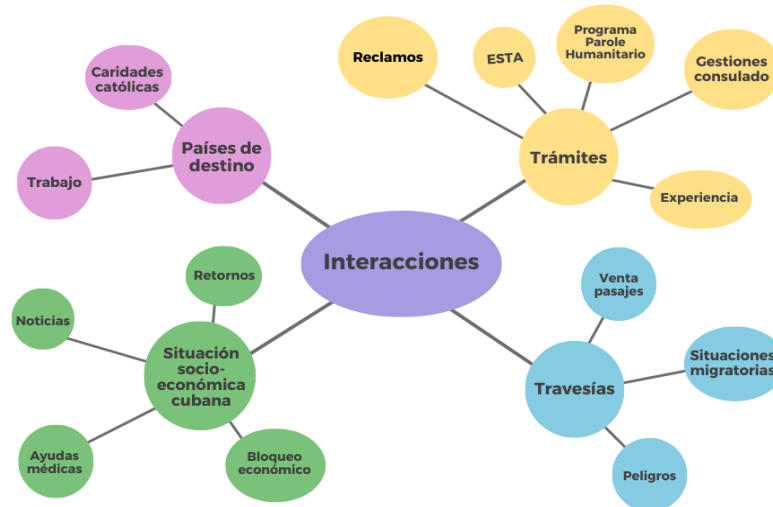 Interacciones
Países de
destino
Caridades
católicas
Trabajo
Trámites
Reclamos
ESTA
Programa
Parole
Humanitario
Gestiones
consulado
Experiencia
Situación
socio-
económica
cubana
Retornos
Noticias
Ayudas
médicas
Bloqueo
económico
Travesías
Venta
pasajes
Situaciones
migratorias
Peligros